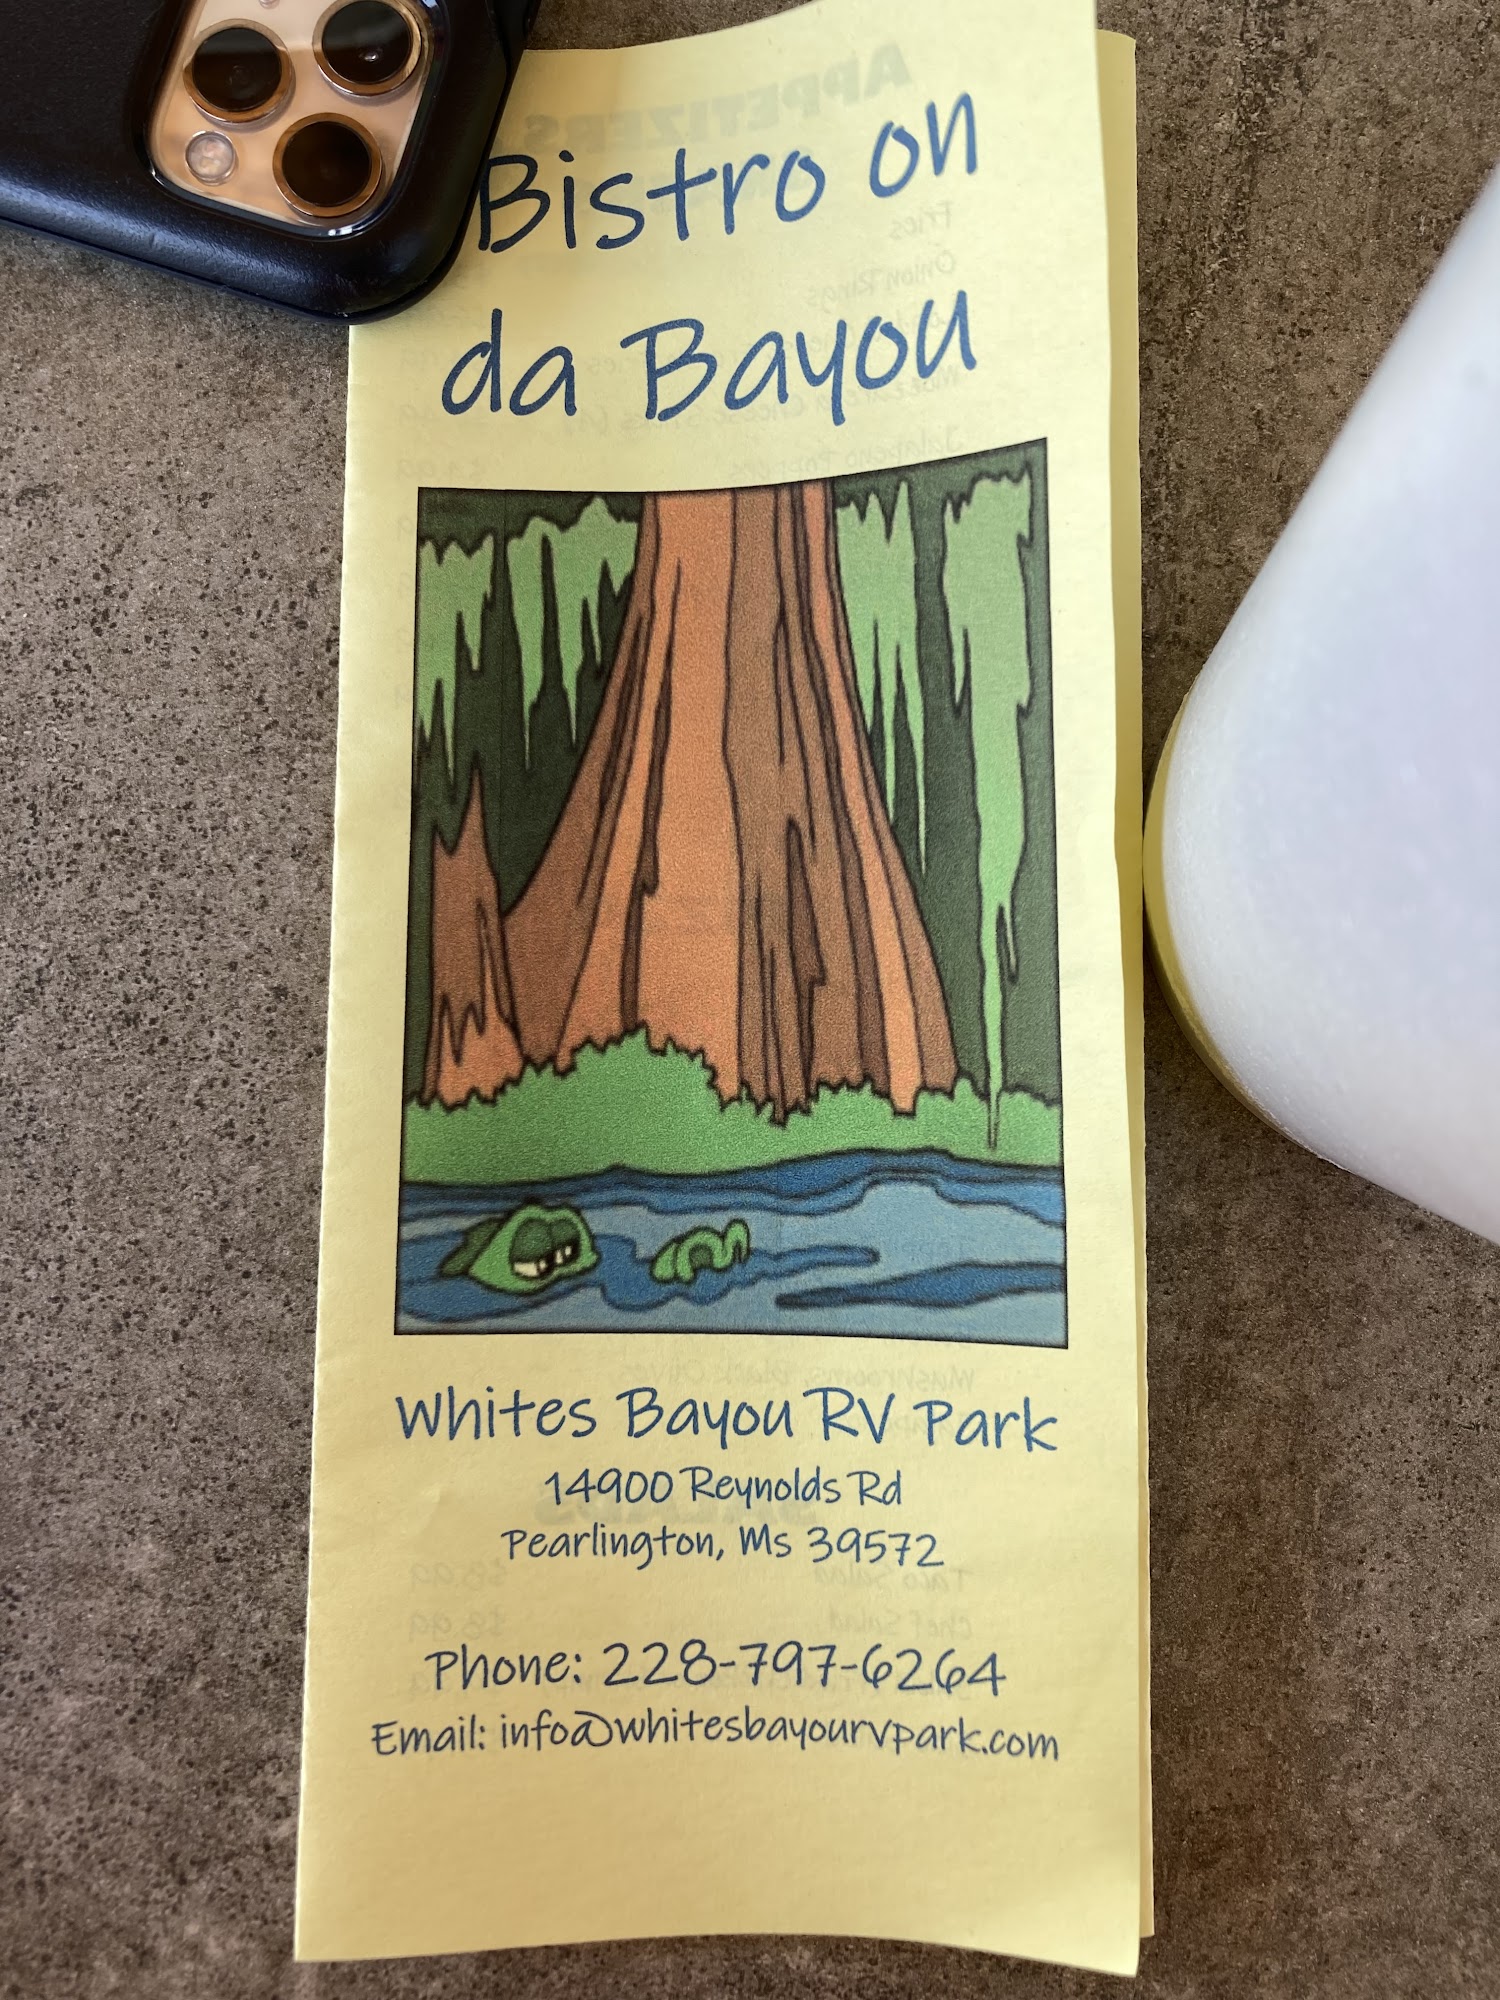 Bistro on
da Bayou
Whites Bayou RV Park
14900 Reynolds Rd
Pearlington, Ms 39572
Phone: 228-797-6264
Email: info@whitesbayourvpark.com